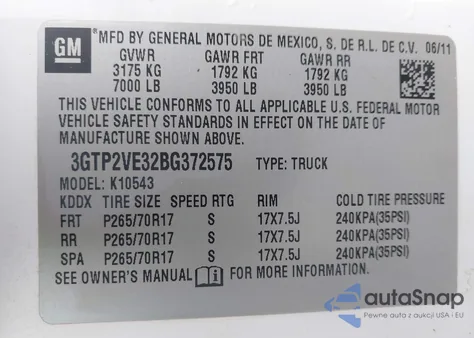 GM
MFD BY GENERAL MOTORS DE MEXICO, S. DE R.L. DE C.V. 06/11
GVWR GAWR FRT GAWR RR
3175 KG 1792 KG 1792 KG
7000 LB 3950 LB 3950 LB
THIS VEHICLE CONFORMS TO ALL APPLICABLE U.S. FEDERAL MOTOR
VEHICLE SAFETY STANDARDS IN EFFECT ON THE DATE OF
MANUFACTURE SHOWN ABOVE.
3GTP2VE32BG372575 TYPE: TRUCK
MODEL: K10543
KDDX TIRE SIZE SPEED RTG RIM COLD TIRE PRESSURE
FRT P265/70R17 S 17X7.5J 240KPA(35PSI)
RR P265/70R17 S 17X7.5J 240KPA(35PSI)
SPA P265/70R17 S 17X7.5J 240KPA(35PSI)
SEE OWNER'S MANUAL i FOR MORE INFORMATION.
autaSnap
Pewne auta z aukcji USA i EU